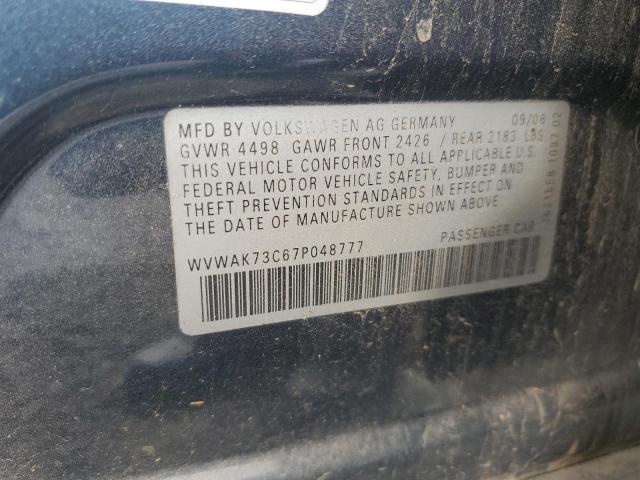 MFD BY VOLKSWAGEN AG GERMANY 09/06
GVWR 4498 GAWR FRONT 2426 / REAR 2183 LBS
THIS VEHICLE CONFORMS TO ALL APPLICABLE U.S.
FEDERAL MOTOR VEHICLE SAFETY, BUMPER AND
THEFT PREVENTION STANDARDS IN EFFECT ON
THE DATE OF MANUFACTURE SHOWN ABOVE.
WVWAK73C67P048777 PASSENGER CAR